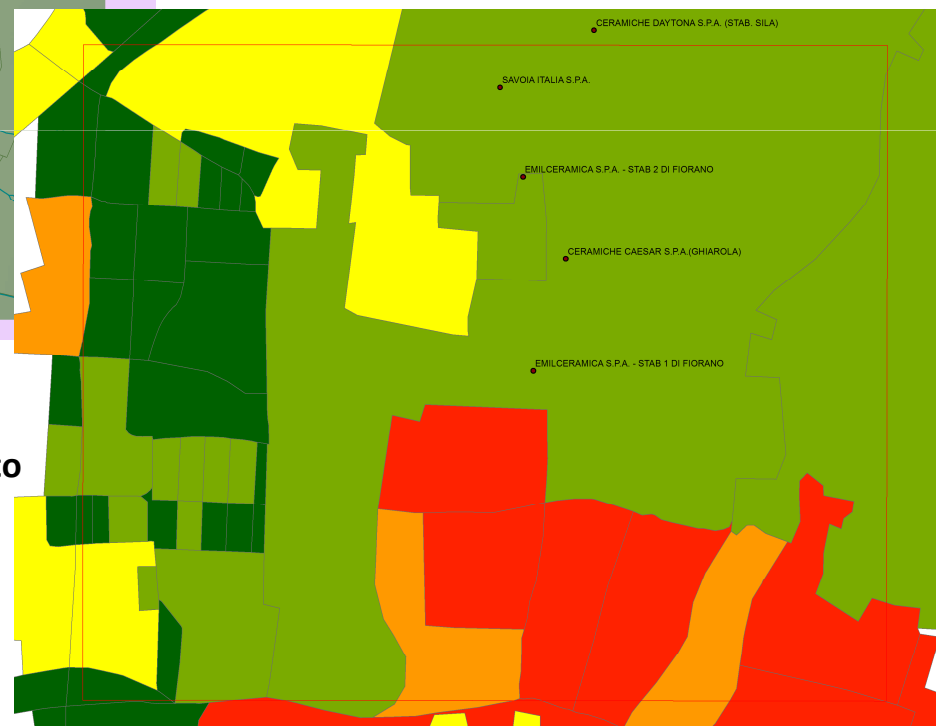 CERAMICHE DAYTONA S.P.A. (STAB. SILA)
SAVOIA ITALIA S.P.A.
EMILCERAMICA S.P.A. - STAB 2 DI FIORANO
CERAMICHE CAESAR S.P.A.(GHIAROLA)
EMILCERAMICA S.P.A. - STAB 1 DI FIORANO